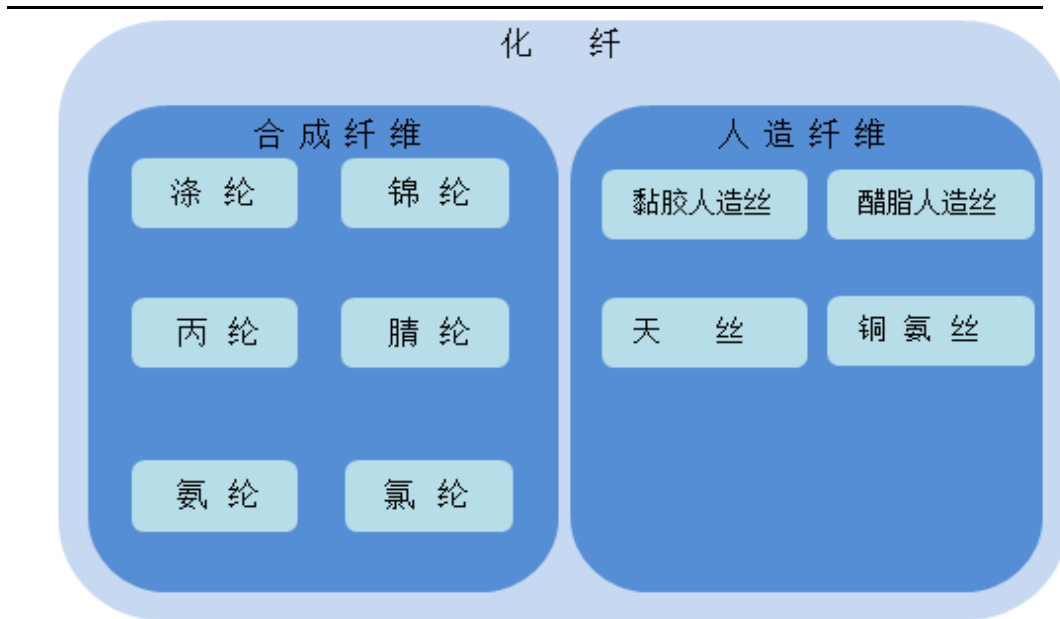 化 纤
合成纤维
涤纶
锦纶
丙纶
腈纶
氨纶
氯纶
人造纤维
黏胶人造丝
醋脂人造丝
天 丝
铜氨丝